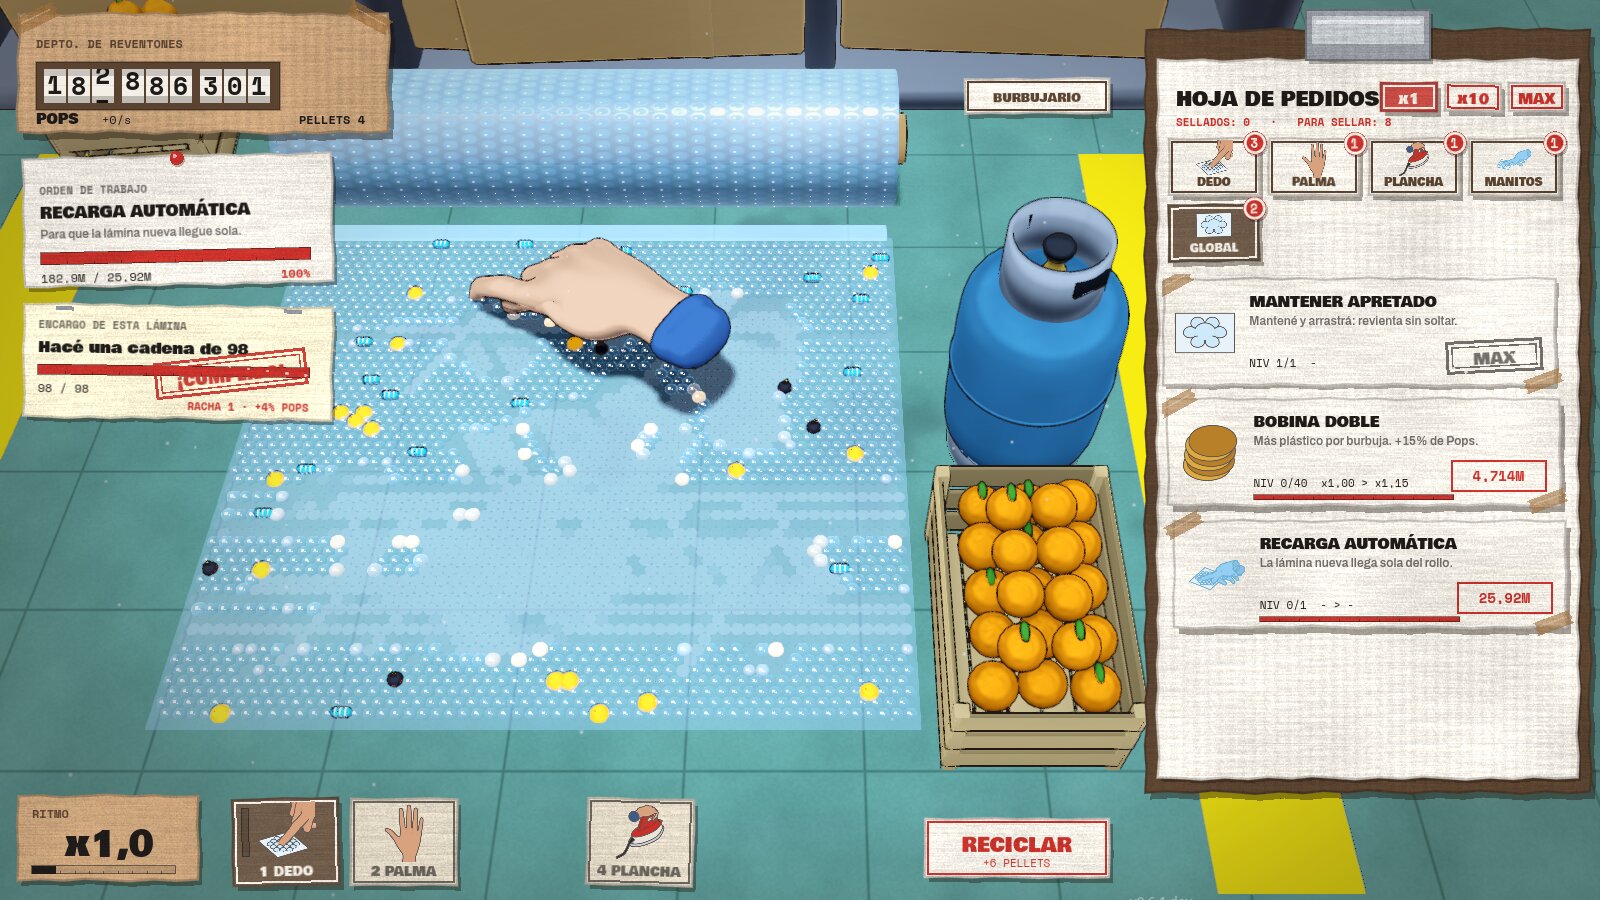 DEPTO. DE REVENTONES
182 886 301
POPS +0/s PELLETS 4
ORDEN DE TRABAJO
RECARGA AUTOMÁTICA
Para que la lámina nueva llegue sola.
182.9M / 25.92M 100%
ENCARGO DE ESTA LÁMINA
Hacé una cadena de 98
98 / 98
RACHA 1 · +4% POPS
BURBUJARIO
HOJA DE PEDIDOS x1 x10 MAX
SELLADOS: 0 · PARA SELLAR: 8
3 1 1 1
DEDO PALMA PLANCHA MANITOS
2
GLOBAL
MANTENER APRETADO
Mantené y arrastrá: revienta sin soltar.
NIV 1/1 -
MAX
BOBINA DOBLE
Más plástico por burbuja. +15% de Pops.
NIV 0/40 x1.00 > x1.15
4,714M
RECARGA AUTOMÁTICA
La lámina nueva llega sola del rollo.
NIV 0/1 - > -
25,92M
RITMO
x1,0
1 DEDO
2 PALMA
4 PLANCHA
RECICLAR
+6 PELLETS